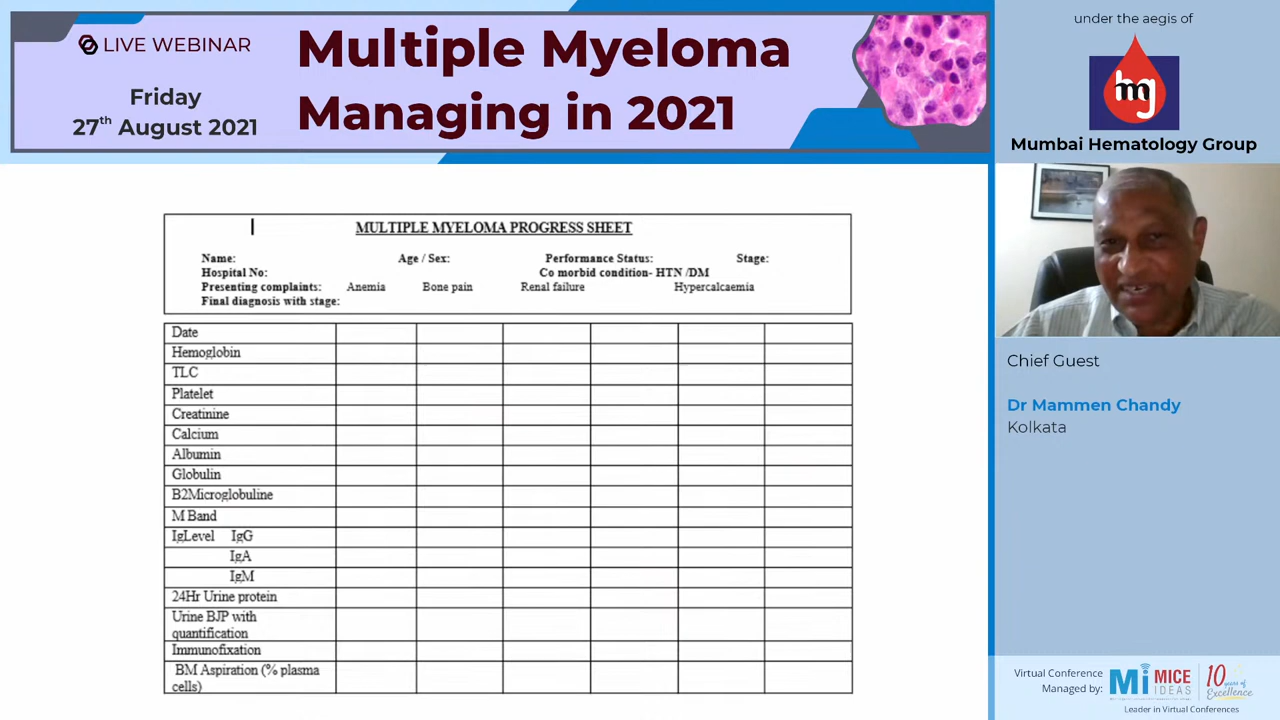 LIVE WEBINAR
Friday
27th August 2021
Multiple Myeloma
Managing in 2021
under the aegis of
hmg
Mumbai Hematology Group
MULTIPLE MYELOMA PROGRESS SHEET
Name: Age / Sex: Performance Status: Stage:
Hospital No: Co morbid condition- HTN /DM
Presenting complaints: Anemia Bone pain Renal failure Hypercalcaemia
Final diagnosis with stage:
Date
Hemoglobin
TLC
Platelet
Creatinine
Calcium
Albumin
Globulin
B2Microglobuline
M Band
IgLevel IgG
IgA
IgM
24Hr Urine protein
Urine BJP with
quantification
Immunofixation
BM Aspiration (% plasma
cells)
Chief Guest
Dr Mammen Chandy
Kolkata
Virtual Conference
Managed by:
Mi MICE
IDEAS
10 years of
Excellence
Leader in Virtual Conferences